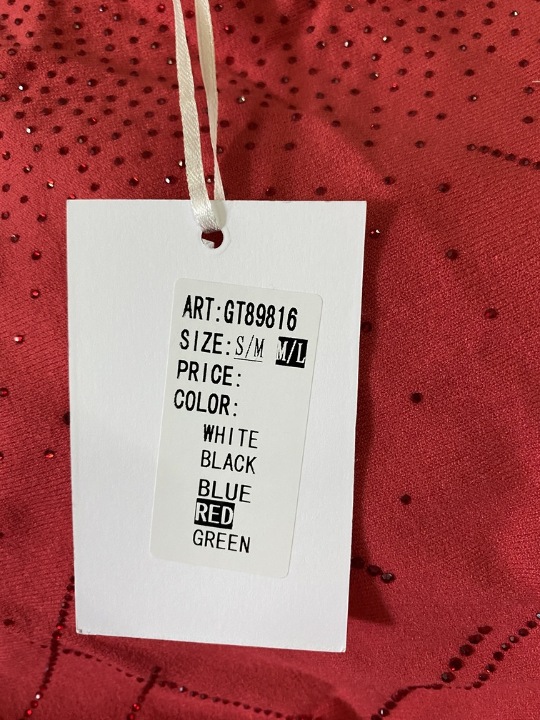 ART:GT89816
SIZE:S/M M/L
PRICE:
COLOR:
WHITE
BLACK
BLUE
RED
GREEN